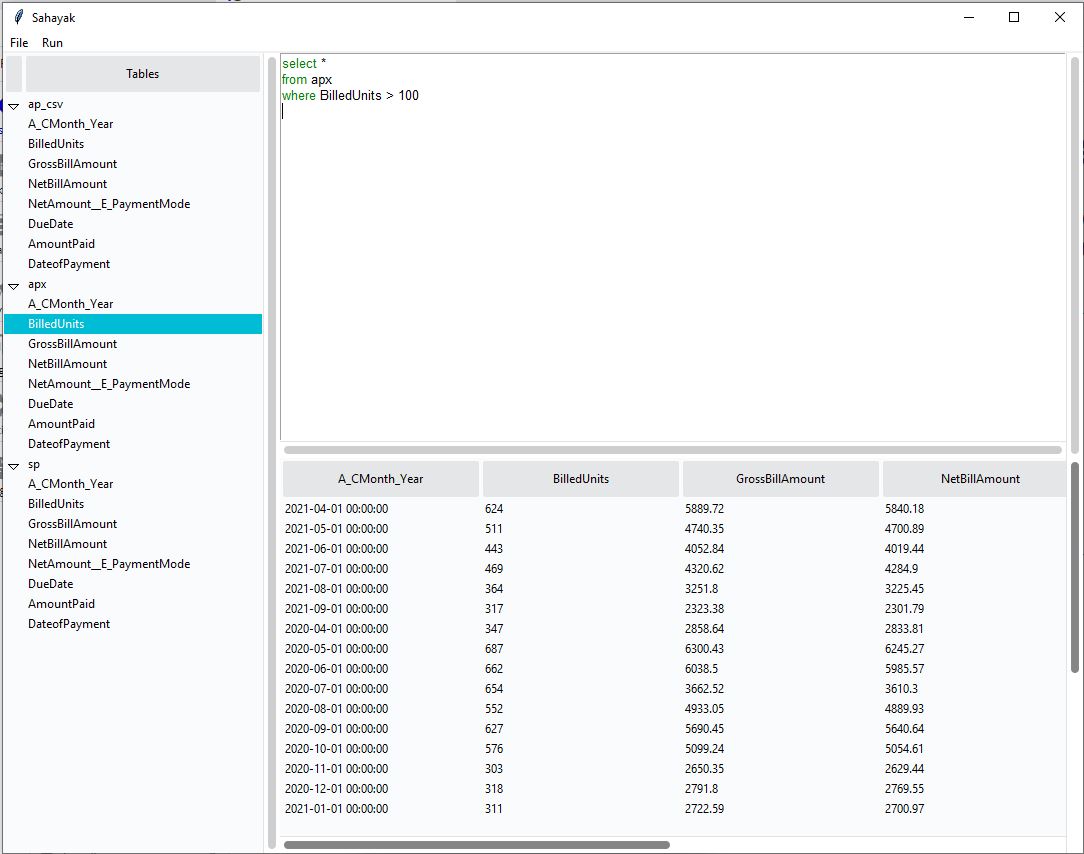 Sahayak
File Run
Tables
ap_csv
A_CMonth_Year
BilledUnits
GrossBillAmount
NetBillAmount
NetAmount__E_PaymentMode
DueDate
AmountPaid
DateofPayment
apx
A_CMonth_Year
BilledUnits
GrossBillAmount
NetBillAmount
NetAmount__E_PaymentMode
DueDate
AmountPaid
DateofPayment
sp
A_CMonth_Year
BilledUnits
GrossBillAmount
NetBillAmount
NetAmount__E_PaymentMode
DueDate
AmountPaid
DateofPayment
select *
from apx
where BilledUnits > 100
A_CMonth_Year BilledUnits GrossBillAmount NetBillAmount
2021-04-01 00:00:00 624 5889.72 5840.18
2021-05-01 00:00:00 511 4740.35 4700.89
2021-06-01 00:00:00 443 4052.84 4019.44
2021-07-01 00:00:00 469 4320.62 4284.9
2021-08-01 00:00:00 364 3251.8 3225.45
2021-09-01 00:00:00 317 2323.38 2301.79
2020-04-01 00:00:00 347 2858.64 2833.81
2020-05-01 00:00:00 687 6300.43 6245.27
2020-06-01 00:00:00 662 6038.5 5985.57
2020-07-01 00:00:00 654 3662.52 3610.3
2020-08-01 00:00:00 552 4933.05 4889.93
2020-09-01 00:00:00 627 5690.45 5640.64
2020-10-01 00:00:00 576 5099.24 5054.61
2020-11-01 00:00:00 303 2650.35 2629.44
2020-12-01 00:00:00 318 2791.8 2769.55
2021-01-01 00:00:00 311 2722.59 2700.97